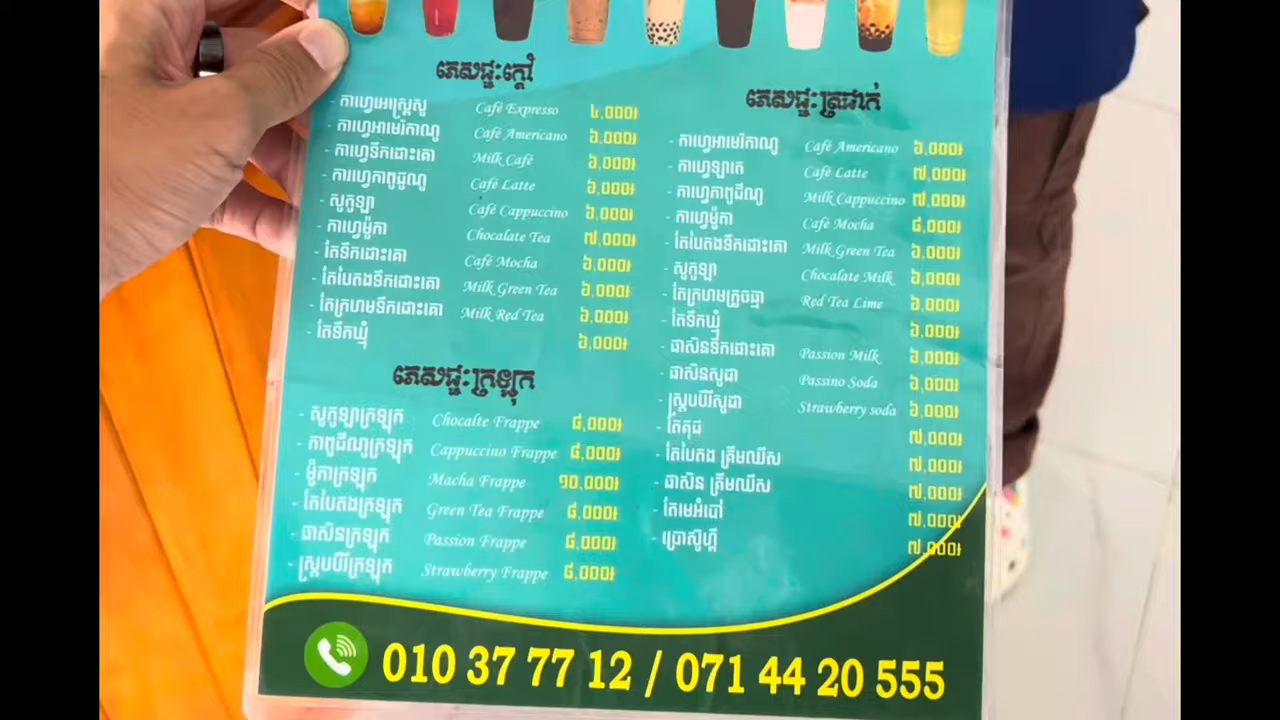 ភេសជ្ជៈក្ដៅ
- កាហ្វេអេស្ប្រេសូ Café Expresso ៤,០០០៛
- កាហ្វេអាមេរិកាណូ Café Americano ៦,០០០៛
- កាហ្វេទឹកដោះគោ Milk Café ៦,០០០៛
- កាហ្វេកាពូជូណូ Café Latte ៦,០០០៛
- សូកូឡា Café Cappuccino ៦,០០០៛
- កាហ្វេម៉ូកា Chocalate Tea ៧,០០០៛
- តែទឹកដោះគោ Café Mocha ៦,០០០៛
- តែបៃតងទឹកដោះគោ Milk Green Tea ៦,០០០៛
- តែក្រហមទឹកដោះគោ Milk Red Tea ៦,០០០៛
- តែទឹកឃ្មុំ ៦,០០០៛
ភេសជ្ជៈក្រឡុក
- សូកូឡាក្រឡុក Chocalte Frappe ៨,០០០៛
- កាពូជីណូក្រឡុក Cappuccino Frappe ៨,០០០៛
- ម៉ូកាក្រឡុក Macha Frappe ១០,០០០៛
- តែបៃតងក្រឡុក Green Tea Frappe ៨,០០០៛
- ផាសិនក្រឡុក Passion Frappe ៨,០០០៛
- ស្ត្របបឺរីក្រឡុក Strawberry Frappe ៨,០០០៛
ភេសជ្ជៈត្រជាក់
- កាហ្វេអាមេរិកាណូ Café Americano ៦,០០០៛
- កាហ្វេឡាតេ Café Latte ៧,០០០៛
- កាហ្វេកាពូជីណូ Milk Cappuccino ៧,០០០៛
- កាហ្វេម៉ូកា Café Mocha ៨,០០០៛
- តែបៃតងទឹកដោះគោ Milk Green Tea ៦,០០០៛
- សូកូឡា Chocalate Milk ៦,០០០៛
- តែក្រហមក្រូចឆ្មា Red Tea Lime ៦,០០០៛
- តែទឹកឃ្មុំ ៦,០០០៛
- ផាសិនទឹកដោះគោ Passion Milk ៦,០០០៛
- ផាសិនសូដា Passino Soda ៦,០០០៛
- ស្ត្របបឺរីសូដា Strawberry soda ៦,០០០៛
- តែគុជ ៧,០០០៛
- តែបៃតង គ្រីមឈីស ៧,០០០៛
- ផាសិន គ្រីមឈីស ៧,០០០៛
- តែមេអំបៅ ៧,០០០៛
- ប្រោស៊ូហ្គឺ ៧,០០០៛
010 37 77 12 / 071 44 20 555